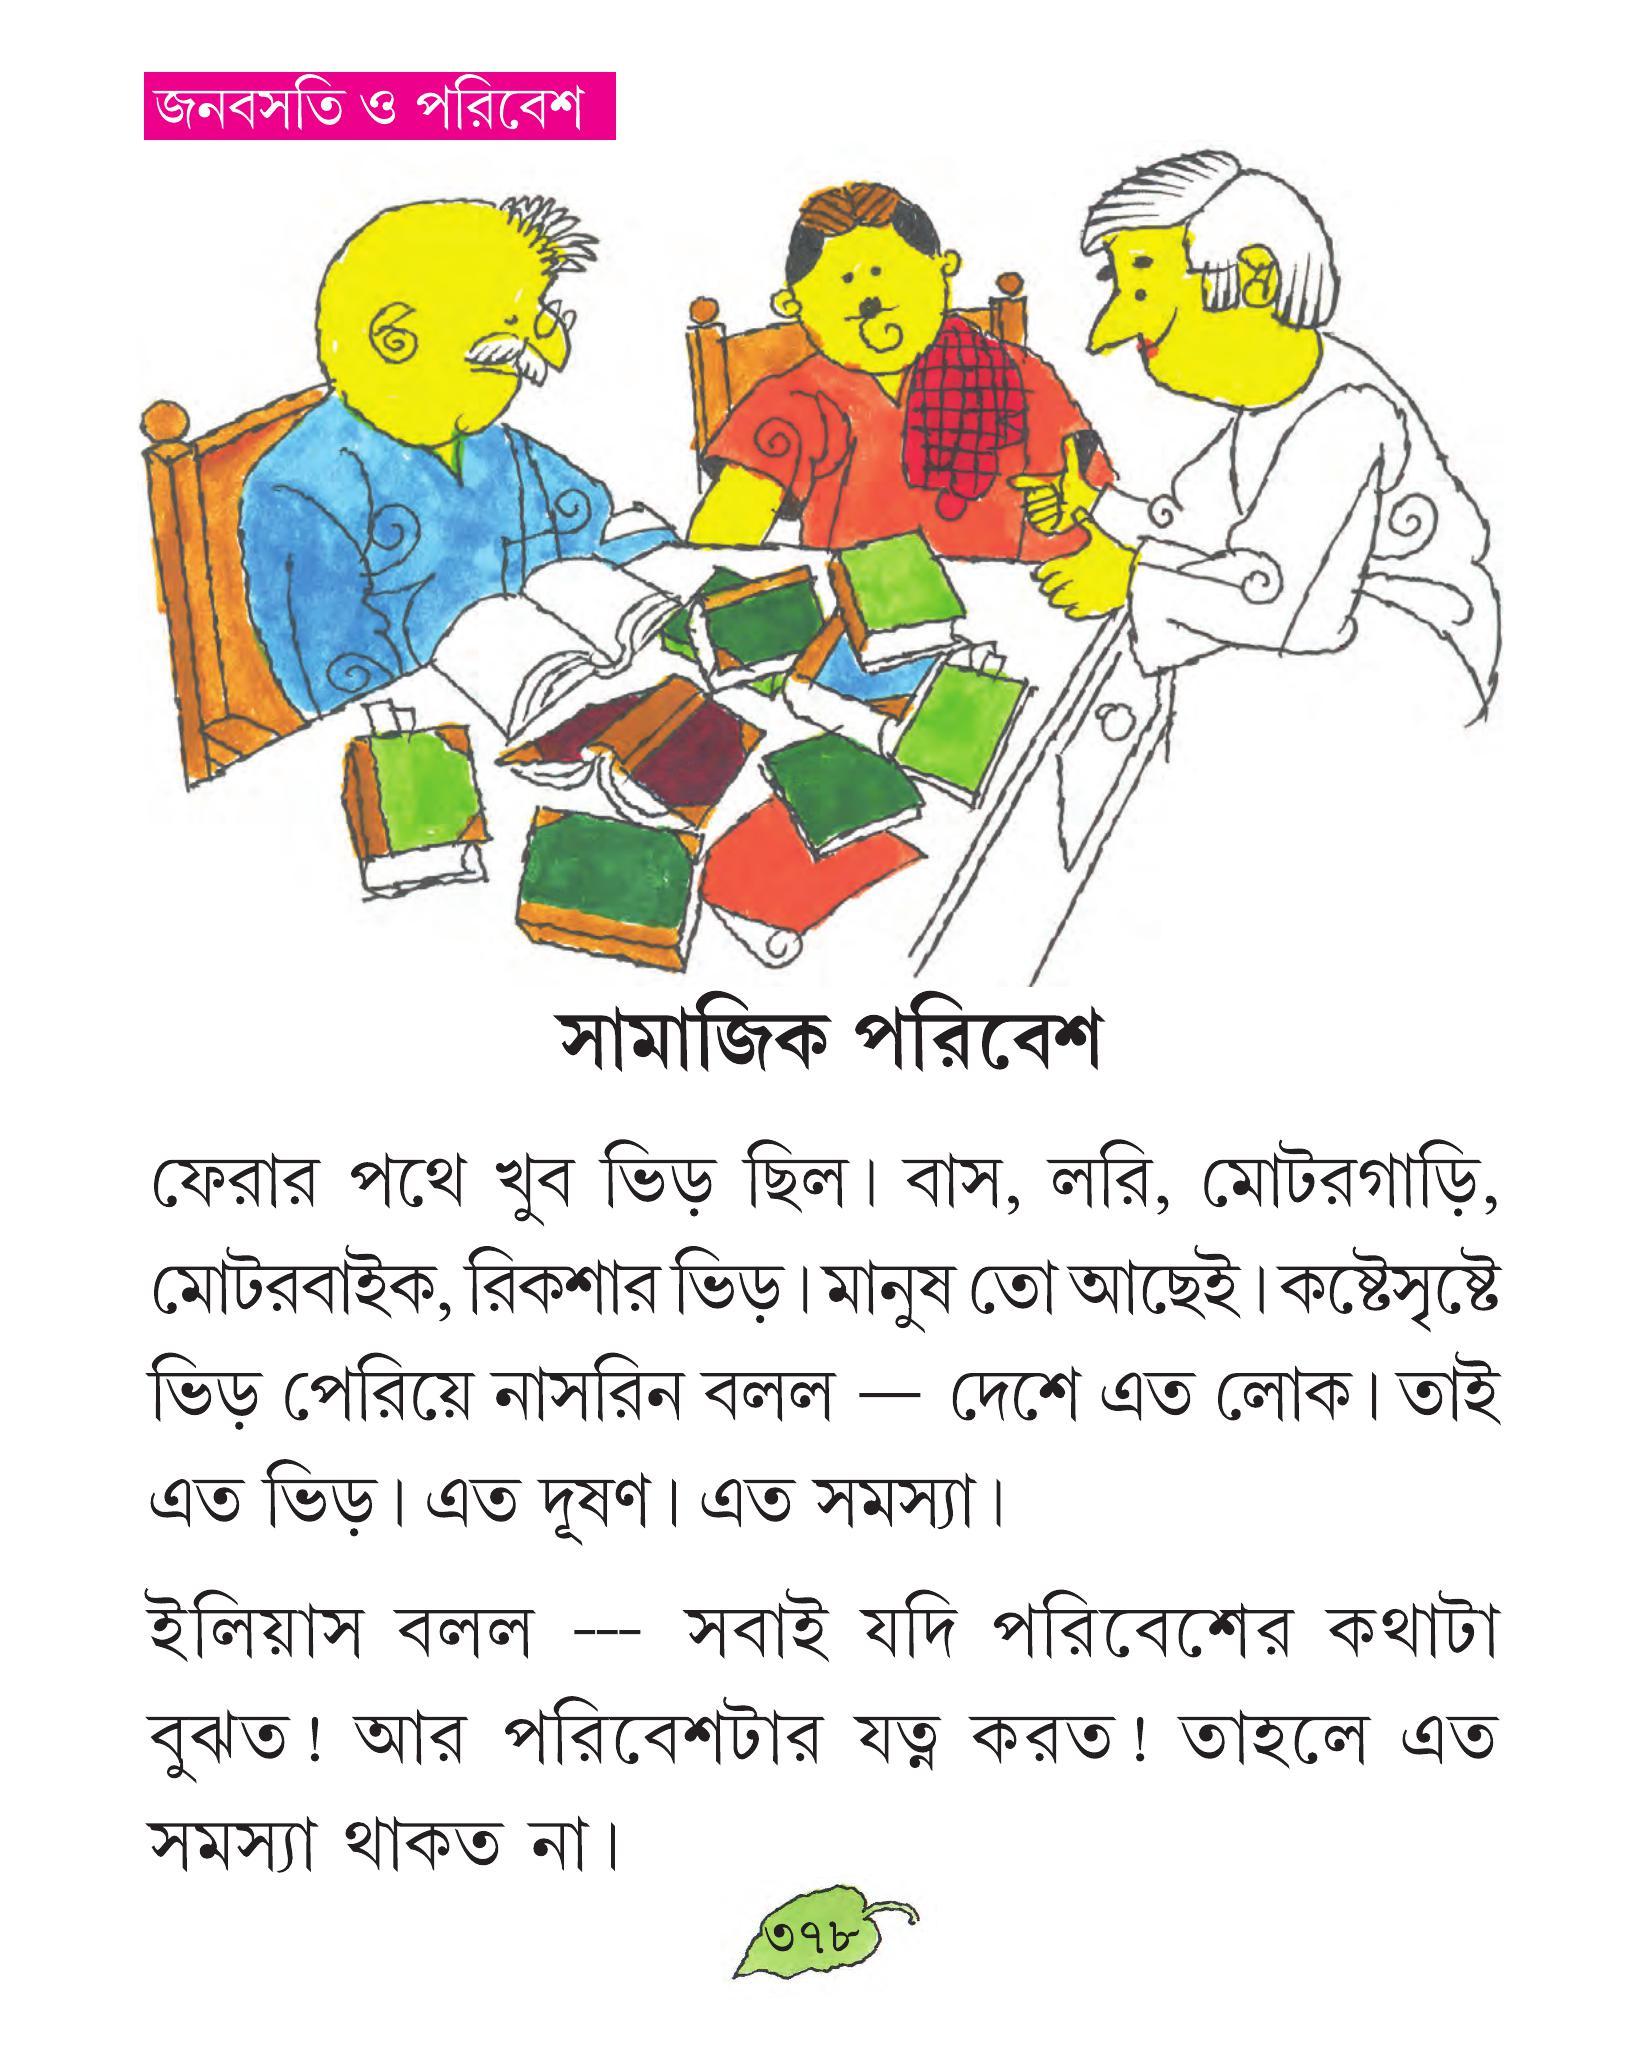 জনবসতি ও পরিবেশ
সামাজিক পরিবেশ
ফেরার পথে খুব ভিড় ছিল। বাস, লরি, মোটরগাড়ি,
মোটরবাইক, রিকশার ভিড়। মানুষ তো আছেই। কষ্টেসৃষ্টে
ভিড় পেরিয়ে নাসরিন বলল — দেশে এত লোক। তাই
এত ভিড়। এত দূষণ। এত সমস্যা।
ইলিয়াস বলল --- সবাই যদি পরিবেশের কথাটা
বুঝত! আর পরিবেশটার যত্ন করত! তাহলে এত
সমস্যা থাকত না।
৩৭৮